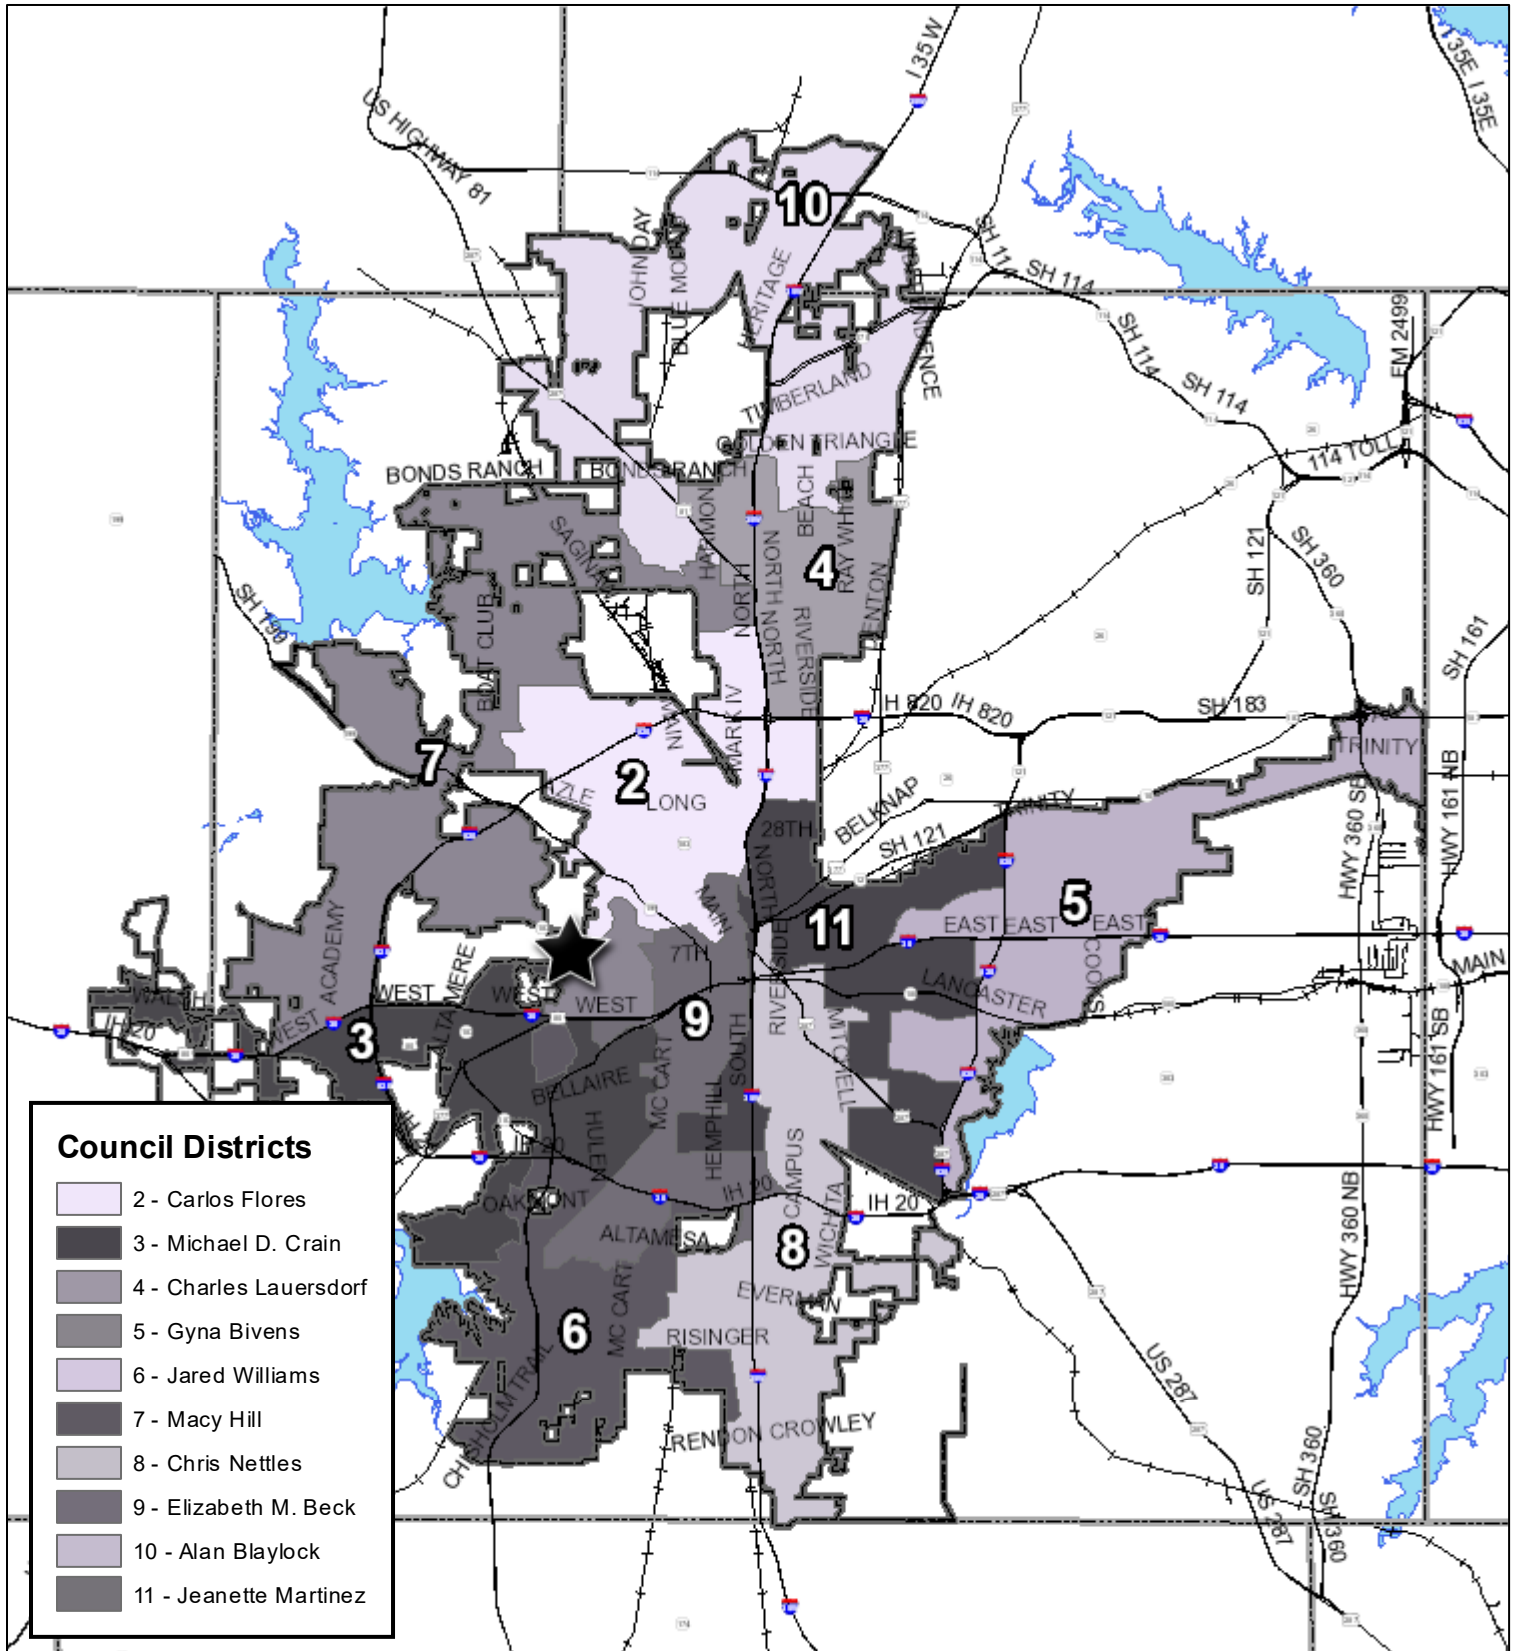 I 35W
I 35E I 35E
US HIGHWAY 81
10
JOHN DAY
HERITAGE
SH 114
SH 114
SH 114
FM 2499
TIMBERLAND
GOLDEN TRIANGLE
114 TOLL
BONDS RANCH
BONDS RANCH
HARMON
BEACH
RAY WHITE
4
SAGINAW
NORTH
NORTH
NORTH
RIVERSIDE
DENTON
SH 121
SH 360
SH 199
BOAT CLUB
SH 161
MARK IV
IH 820
IH 820
SH 183
TRINITY
7
2
AZLE
LONG
BELKNAP
TRINITY
28TH
SH 121
HWY 360 SB
HWY 161 NB
MAIN
NORTH
11
5
EAST
EAST
EAST
7TH
ACADEMY
ALTAMERE
COOKS
LANCASTER
MAIN
WALSH
WEST
WEST
WEST
WEST
IH 20
3
9
RIVERSIDE
MITCHELL
HWY 161 SB
BELLAIRE
MC CART
SOUTH
HULEN
HEMPHILL
CAMPUS
IH 20
OAKMONT
IH 20
IH 20
ALTAMESA
WICHITA
8
HWY 360 NB
EVERMAN
MC CART
6
RISINGER
US 287
CHISHOLM TRAIL
RENDON CROWLEY
SH 360
US 287
SH 360
Council Districts
2 - Carlos Flores
3 - Michael D. Crain
4 - Charles Lauersdorf
5 - Gyna Bivens
6 - Jared Williams
7 - Macy Hill
8 - Chris Nettles
9 - Elizabeth M. Beck
10 - Alan Blaylock
11 - Jeanette Martinez